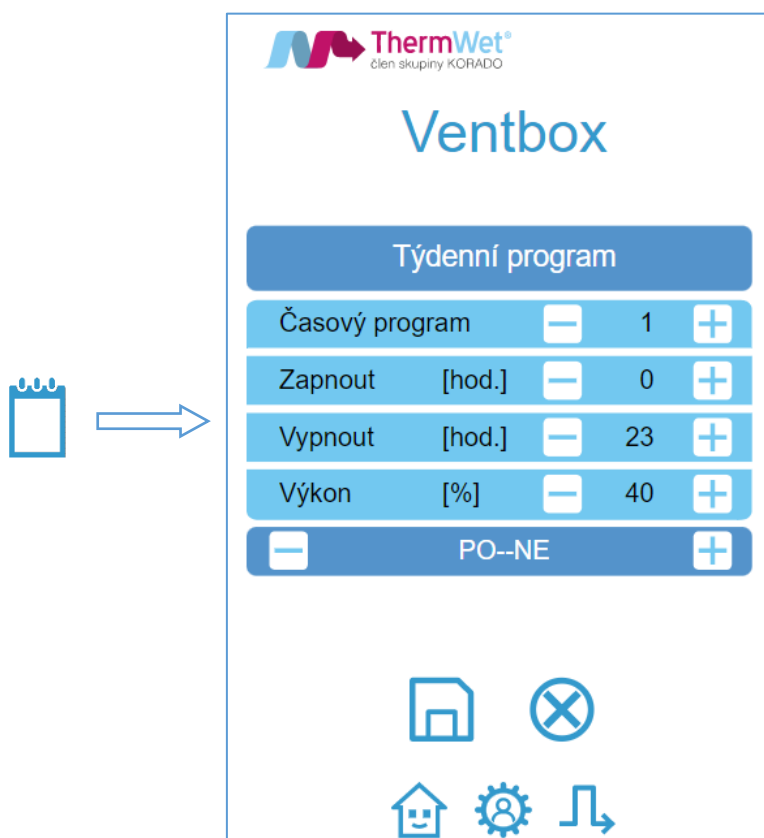 ThermWet®
člen skupiny KORADO
Ventbox
Týdenní program
Časový program 1
Zapnout [hod.] 0
Vypnout [hod.] 23
Výkon [%] 40
PO--NE